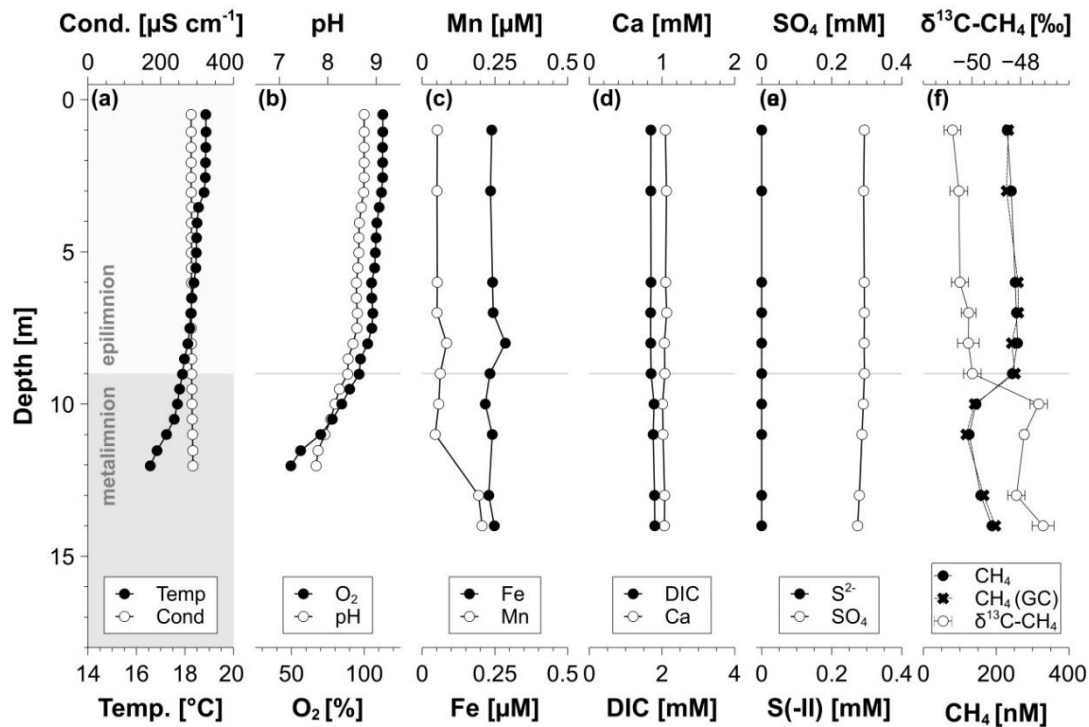 Cond. [µS cm⁻¹] pH Mn [µM] Ca [mM] SO₄ [mM] δ¹³C-CH₄ [‰]
0 200 400 7 8 9 0 0.25 0.5 0 1 2 0 0.2 0.4 −50 −48
0 (a) (b) (c) (d) (e) (f)
epilimnion
5
Depth [m]
10
metalimnion
15
Temp O₂ Fe DIC S²⁻ CH₄
Cond pH Mn Ca SO₄ CH₄ (GC)
δ¹³C-CH₄
14 16 18 20 50 100 0 0.25 0.5 0 2 4 0 0.2 0.4 0 200 400
Temp. [°C] O₂ [%] Fe [µM] DIC [mM] S(-II) [mM] CH₄ [nM]